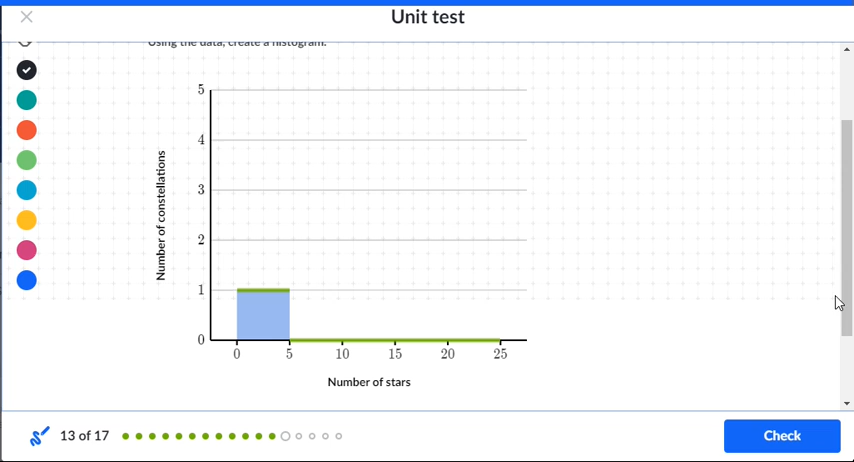 Unit test
Using the data, create a histogram.
5
4
3
2
1
0
Number of constellations
0 5 10 15 20 25
Number of stars
13 of 17
Check